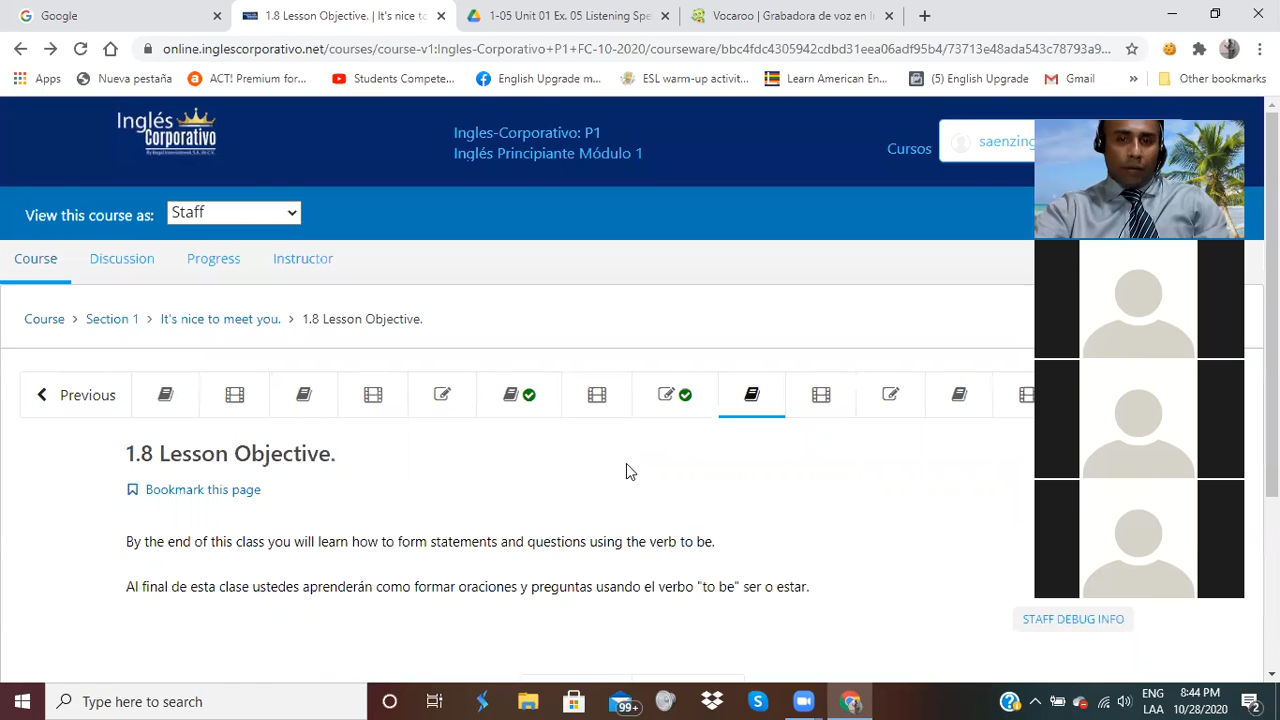 Google
1.8 Lesson Objective. | It's nice to
1-05 Unit 01 Ex. 05 Listening Spe
Vocaroo | Grabadora de voz en l
online.inglescorporativo.net/courses/course-v1:Ingles-Corporativo+P1+FC-10-2020/courseware/bbc4fdc4305942cdbd31eea06adf95b4/73713e48ada543c78793a9...
Apps
Nueva pestaña
ACT! Premium for...
Students Compete...
English Upgrade m...
ESL warm-up activit...
Learn American En...
(5) English Upgrade
Gmail
»
Other bookmarks
Inglés
Corporativo
Ingles-Corporativo: P1
Inglés Principiante Módulo 1
Cursos
saenzing
View this course as:
Staff
Course
Discussion
Progress
Instructor
Course > Section 1 > It's nice to meet you. > 1.8 Lesson Objective.
Previous
1.8 Lesson Objective.
Bookmark this page
By the end of this class you will learn how to form statements and questions using the verb to be.
Al final de esta clase ustedes aprenderán como formar oraciones y preguntas usando el verbo "to be" ser o estar.
STAFF DEBUG INFO
Type here to search
99+
ENG
LAA
8:44 PM
10/28/2020
2